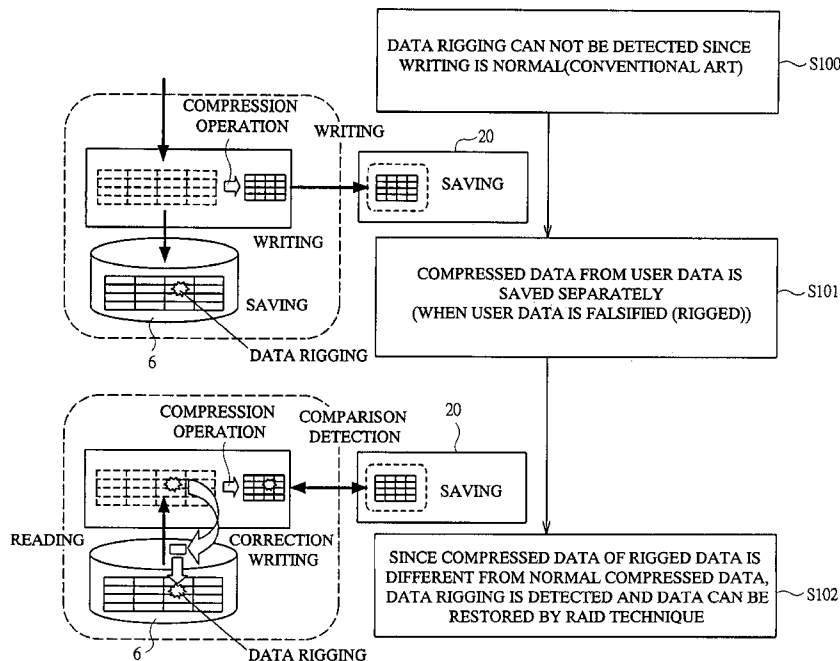 DATA RIGGING CAN NOT BE DETECTED SINCE
WRITING IS NORMAL(CONVENTIONAL ART)
S100
COMPRESSION
OPERATION
WRITING
20
SAVING
WRITING
SAVING
6
DATA RIGGING
COMPRESSED DATA FROM USER DATA IS
SAVED SEPARATELY
(WHEN USER DATA IS FALSIFIED (RIGGED))
S101
COMPRESSION
OPERATION
COMPARISON
DETECTION
20
SAVING
READING
CORRECTION
WRITING
6
DATA RIGGING
SINCE COMPRESSED DATA OF RIGGED DATA IS
DIFFERENT FROM NORMAL COMPRESSED DATA,
DATA RIGGING IS DETECTED AND DATA CAN BE
RESTORED BY RAID TECHNIQUE
S102